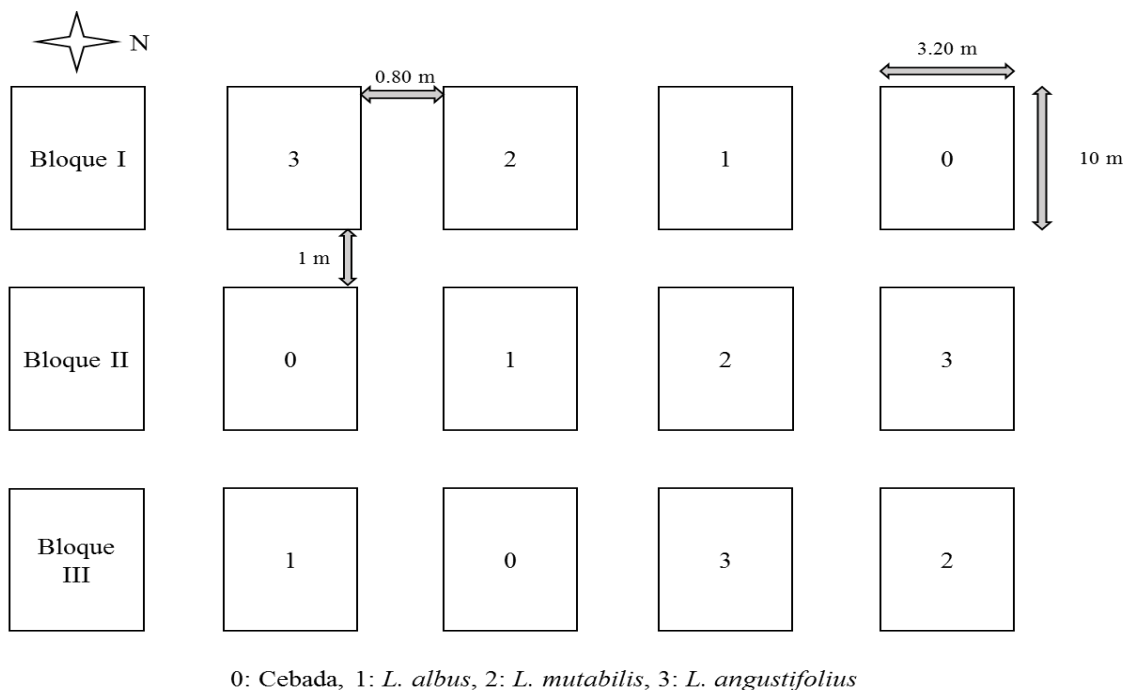 N
3.20 m
0.80 m
Bloque I
3
2
1
0
10 m
1 m
Bloque II
0
1
2
3
Bloque
III
1
0
3
2
0: Cebada, 1: L. albus, 2: L. mutabilis, 3: L. angustifolius